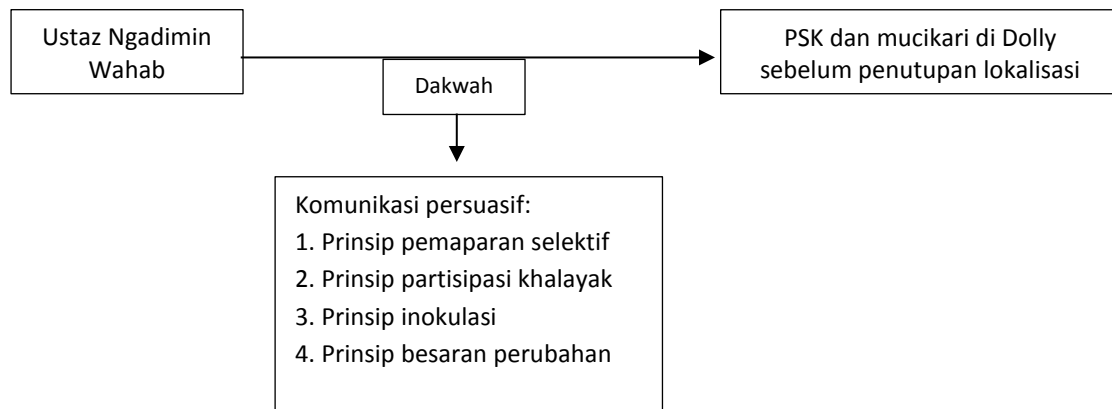 Ustaz Ngadimin
Wahab
PSK dan mucikari di Dolly
sebelum penutupan lokalisasi
Dakwah
Komunikasi persuasif:
1. Prinsip pemaparan selektif
2. Prinsip partisipasi khalayak
3. Prinsip inokulasi
4. Prinsip besaran perubahan